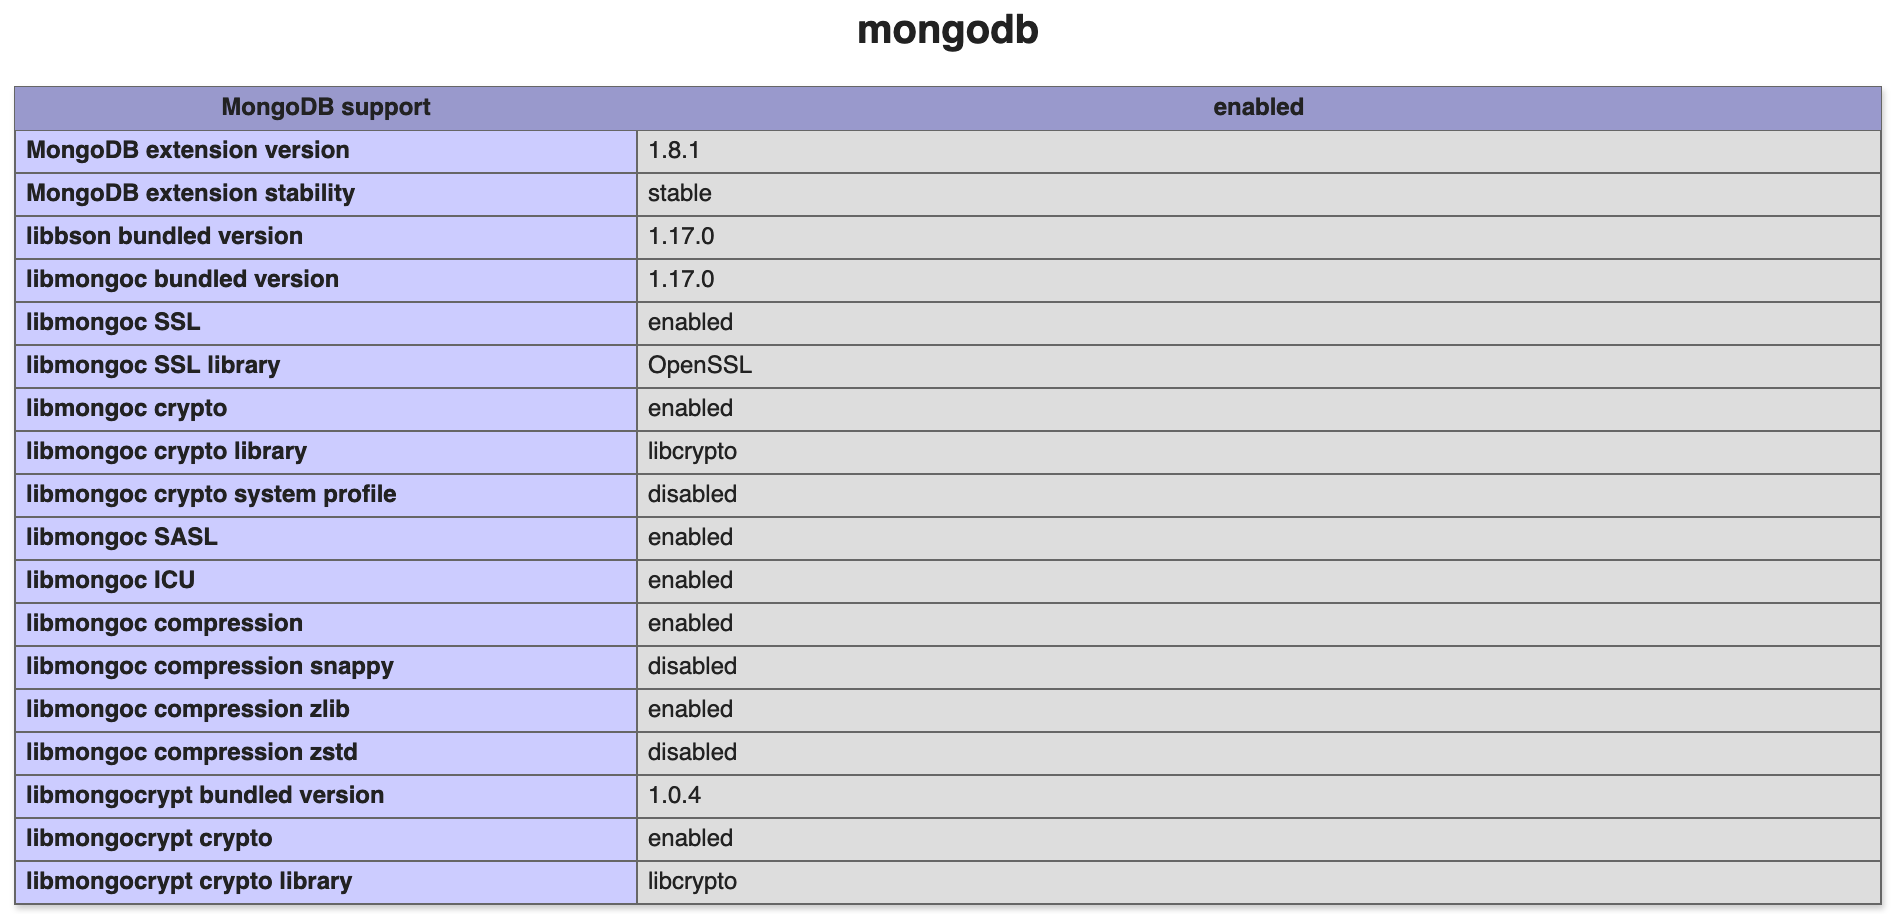 mongodb
MongoDB support enabled
MongoDB extension version 1.8.1
MongoDB extension stability stable
libbson bundled version 1.17.0
libmongoc bundled version 1.17.0
libmongoc SSL enabled
libmongoc SSL library OpenSSL
libmongoc crypto enabled
libmongoc crypto library libcrypto
libmongoc crypto system profile disabled
libmongoc SASL enabled
libmongoc ICU enabled
libmongoc compression enabled
libmongoc compression snappy disabled
libmongoc compression zlib enabled
libmongoc compression zstd disabled
libmongocrypt bundled version 1.0.4
libmongocrypt crypto enabled
libmongocrypt crypto library libcrypto